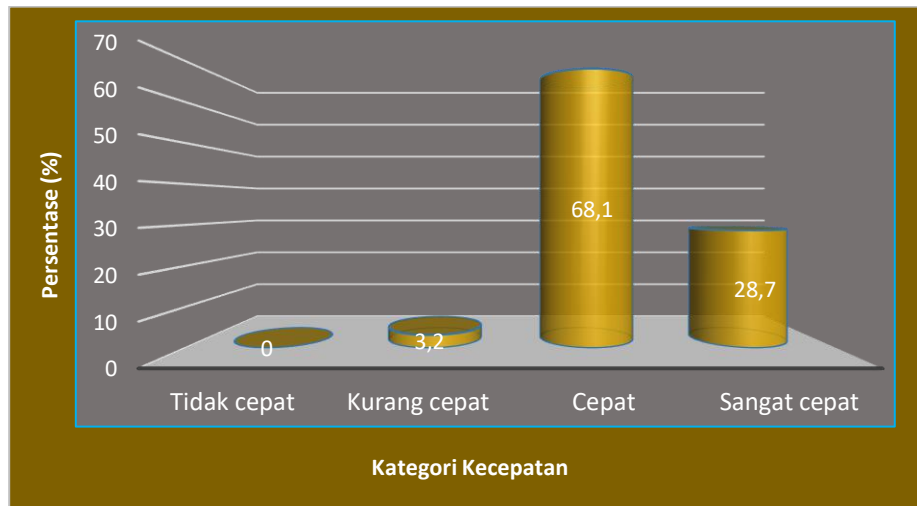 Persentase (%)
70
60
50
40
30
20
10
0
0
3,2
68,1
28,7
Tidak cepat
Kurang cepat
Cepat
Sangat cepat
Kategori Kecepatan